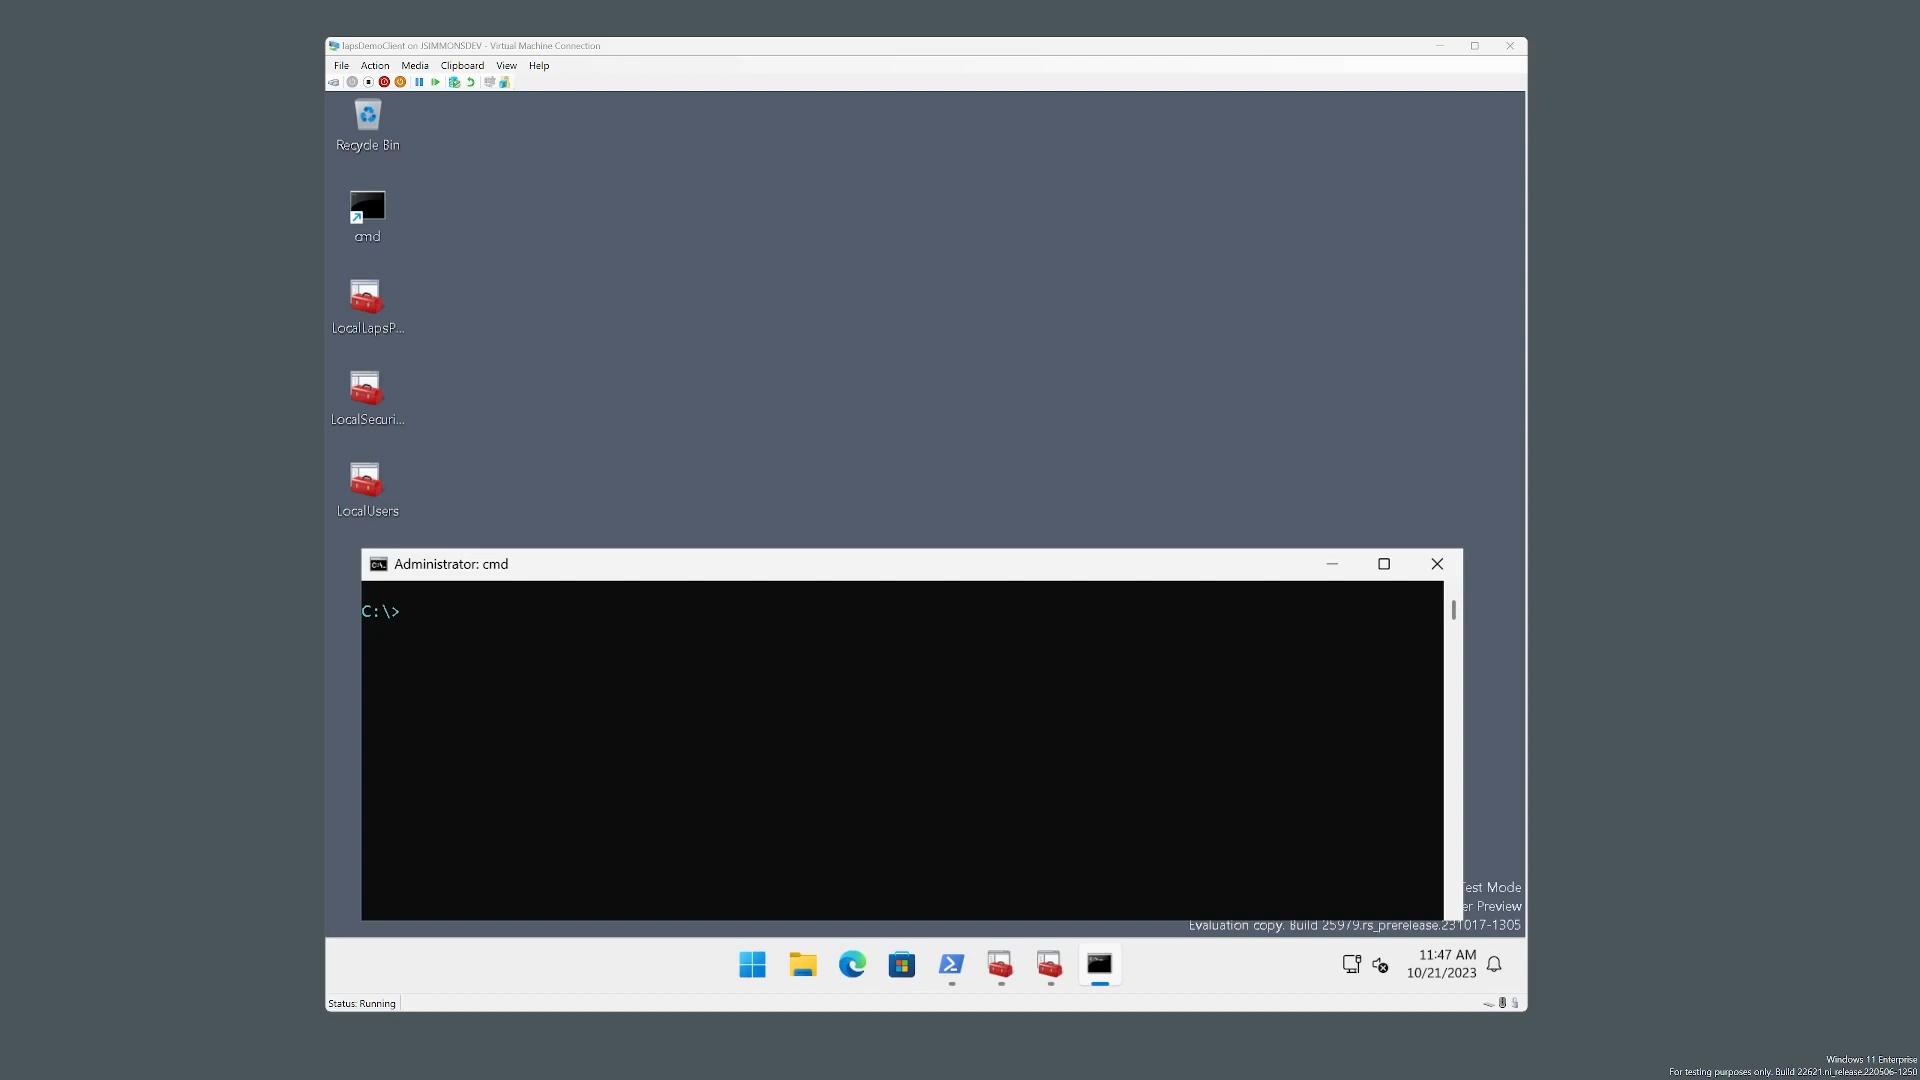 lapsDemoClient on JSIMMONSDEV - Virtual Machine Connection
File Action Media Clipboard View Help
Recycle Bin
cmd
LocalLapsP...
LocalSecuri...
LocalUsers
Administrator: cmd
C:\>
Test Mode
er Preview
Evaluation copy. Build 25979.rs_prerelease.231017-1305
11:47 AM
10/21/2023
Status: Running
Windows 11 Enterprise
For testing purposes only. Build 22621.ni_release.220506-1250